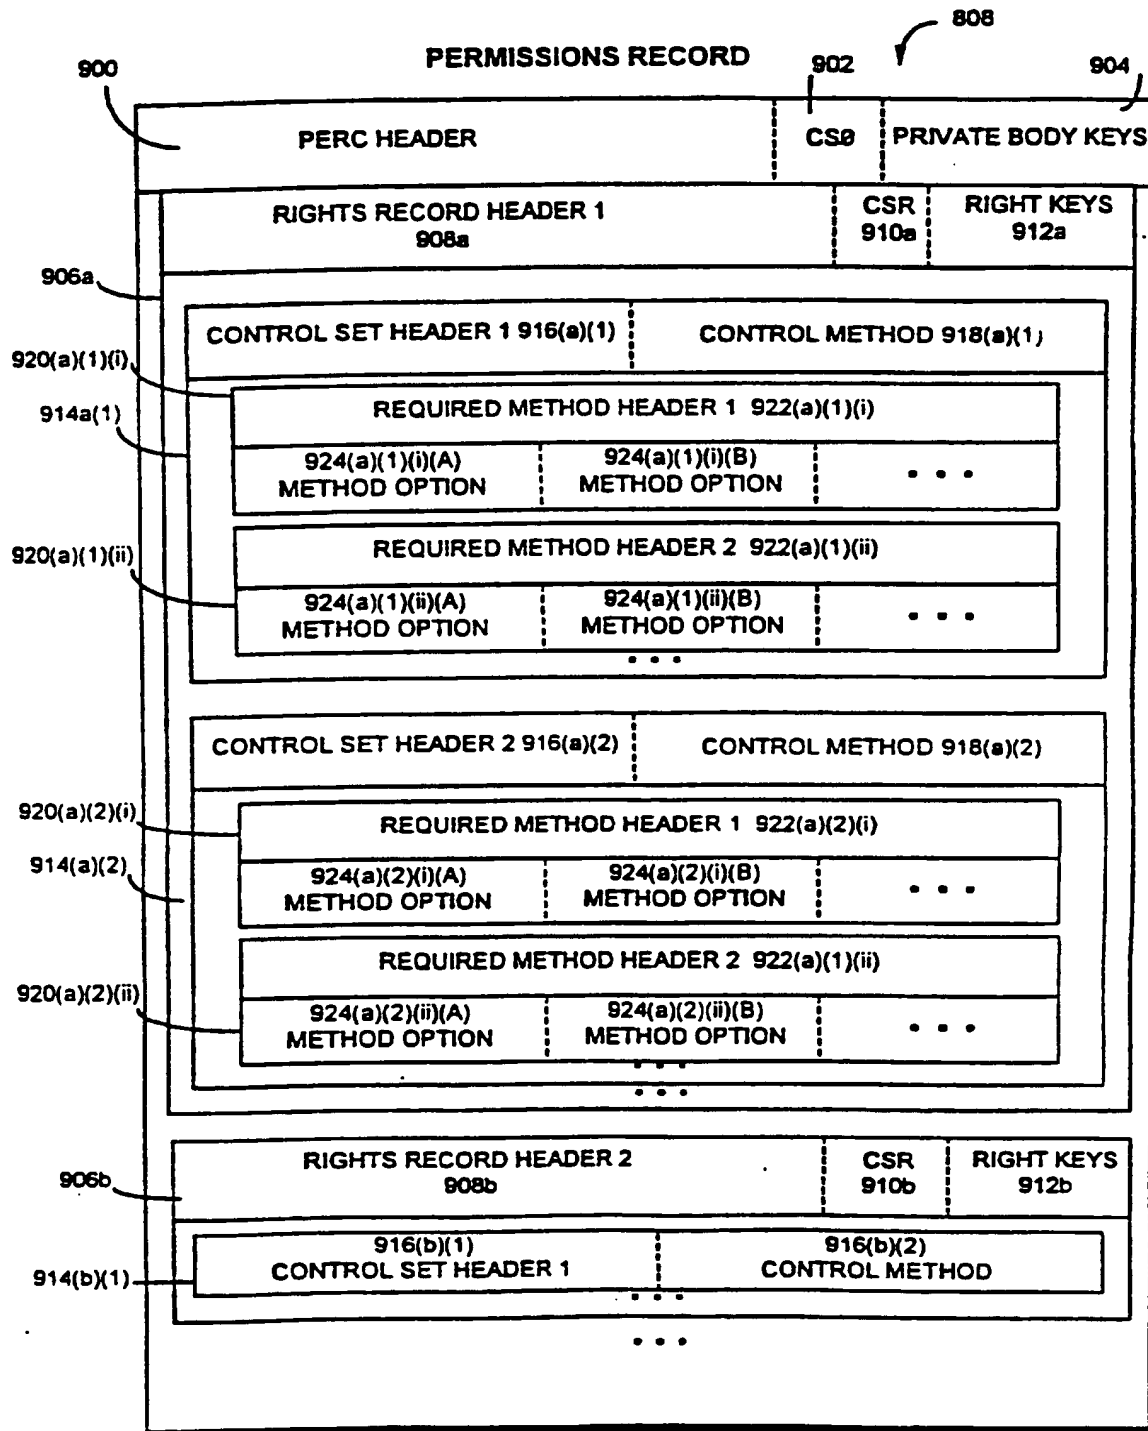 808
PERMISSIONS RECORD
900
902
904
PERC HEADER
CS0
PRIVATE BODY KEYS
RIGHTS RECORD HEADER 1
908a
CSR
910a
RIGHT KEYS
912a
906a
CONTROL SET HEADER 1 916(a)(1)
CONTROL METHOD 918(a)(1)
920(a)(1)(i)
914a(1)
REQUIRED METHOD HEADER 1 922(a)(1)(i)
924(a)(1)(i)(A)
METHOD OPTION
924(a)(1)(i)(B)
METHOD OPTION
• • •
920(a)(1)(ii)
REQUIRED METHOD HEADER 2 922(a)(1)(ii)
924(a)(1)(ii)(A)
METHOD OPTION
924(a)(1)(ii)(B)
METHOD OPTION
• • •
• • •
CONTROL SET HEADER 2 916(a)(2)
CONTROL METHOD 918(a)(2)
920(a)(2)(i)
914(a)(2)
REQUIRED METHOD HEADER 1 922(a)(2)(i)
924(a)(2)(i)(A)
METHOD OPTION
924(a)(2)(i)(B)
METHOD OPTION
• • •
920(a)(2)(ii)
REQUIRED METHOD HEADER 2 922(a)(1)(ii)
924(a)(2)(ii)(A)
METHOD OPTION
924(a)(2)(ii)(B)
METHOD OPTION
• • •
• • •
• • •
906b
RIGHTS RECORD HEADER 2
908b
CSR
910b
RIGHT KEYS
912b
914(b)(1)
916(b)(1)
CONTROL SET HEADER 1
916(b)(2)
CONTROL METHOD
• • •
• • •